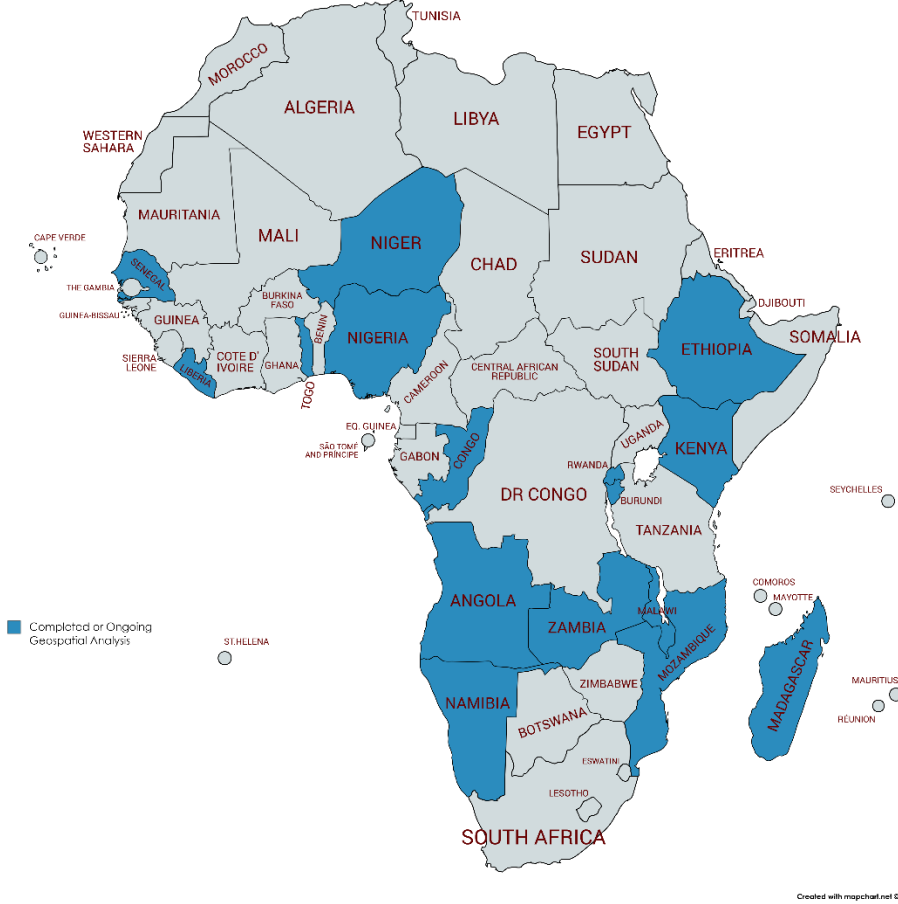 TUNISIA
MOROCCO
ALGERIA
LIBYA
EGYPT
WESTERN
SAHARA
MAURITANIA
MALI
NIGER
CHAD
SUDAN
ERITREA
CAPE VERDE
SENEGAL
THE GAMBIA
GUINEA-BISSAU
GUINEA
BURKINA
FASO
BENIN
NIGERIA
DJIBOUTI
SOMALIA
ETHIOPIA
SIERRA
LEONE
LIBERIA
COTE D'
IVOIRE
GHANA
TOGO
CAMEROON
CENTRAL AFRICAN
REPUBLIC
SOUTH
SUDAN
EQ. GUINEA
SÃO TOMÉ
AND PRÍNCIPE
GABON
CONGO
UGANDA
KENYA
RWANDA
DR CONGO
BURUNDI
TANZANIA
SEYCHELLES
COMOROS
MAYOTTE
ANGOLA
ZAMBIA
MALAWI
MOZAMBIQUE
MADAGASCAR
Completed or Ongoing
Geospatial Analysis
ST.HELENA
NAMIBIA
ZIMBABWE
BOTSWANA
MAURITIUS
RÉUNION
ESWATINI
LESOTHO
SOUTH AFRICA
Created with mapchart.net ©